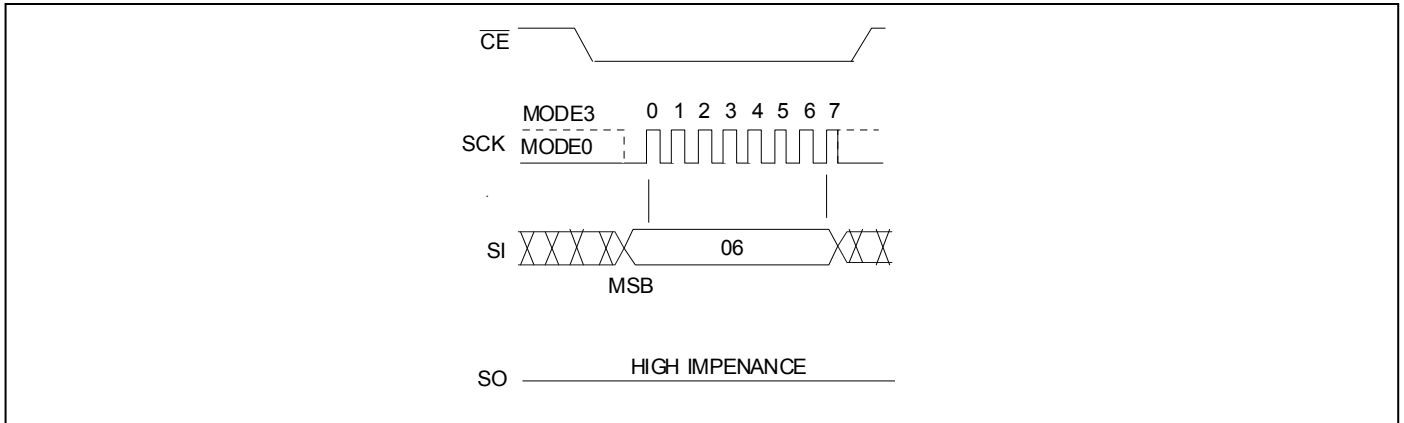 CE
MODE3 0 1 2 3 4 5 6 7
SCK MODE0
SI 06
MSB
HIGH IMPENANCE
SO